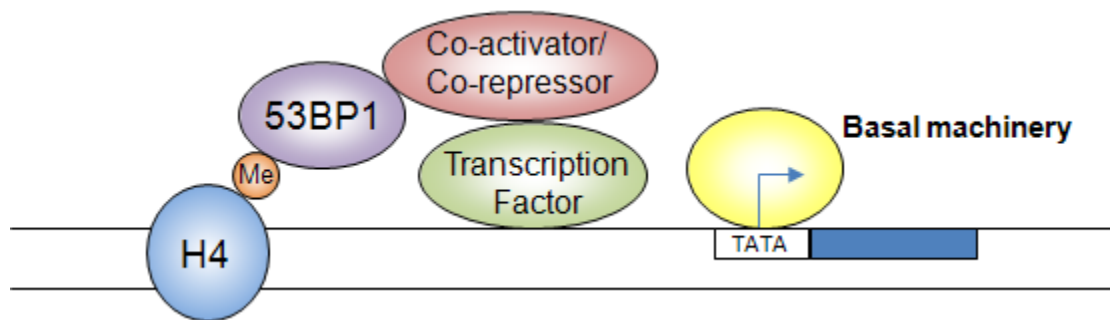 Co-activator/
Co-repressor
53BP1
Basal machinery
Transcription
Factor
Me
H4
TATA